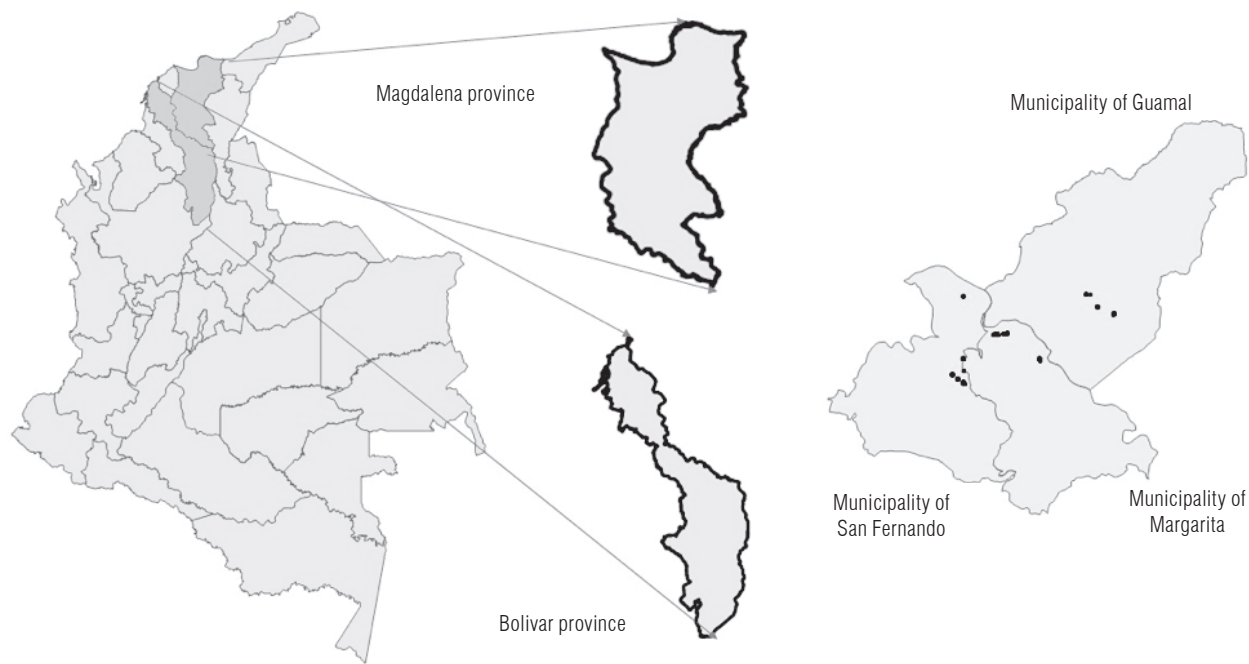 Magdalena province
Municipality of Guamal
Municipality of
San Fernando
Municipality of
Margarita
Bolivar province